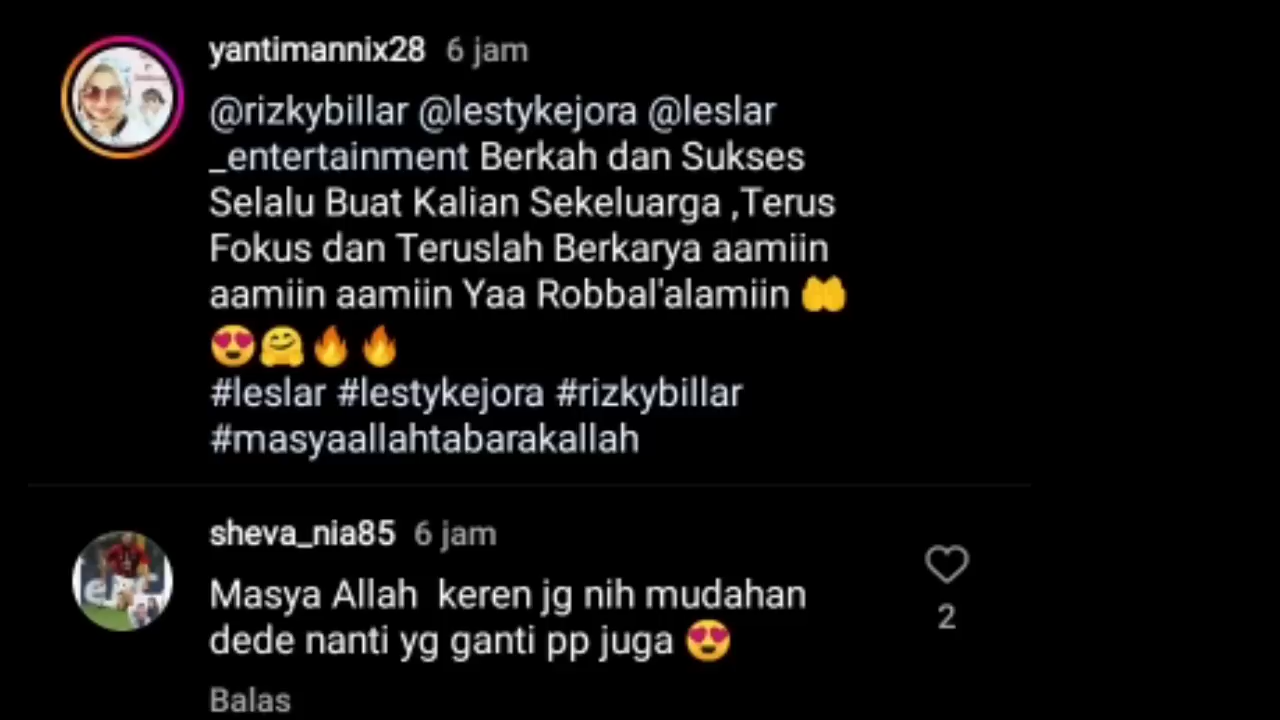 yantimannix28 6 jam
@rizkybillar @lestykejora @leslar
_entertainment Berkah dan Sukses
Selalu Buat Kalian Sekeluarga ,Terus
Fokus dan Teruslah Berkarya aamiin
aamiin aamiin Yaa Robbal'alamiin 🤲
😍🤗🔥🔥
#leslar #lestykejora #rizkybillar
#masyaallahtabarakallah
sheva_nia85 6 jam
Masya Allah  keren jg nih mudahan
dede nanti yg ganti pp juga 😍
2
Balas